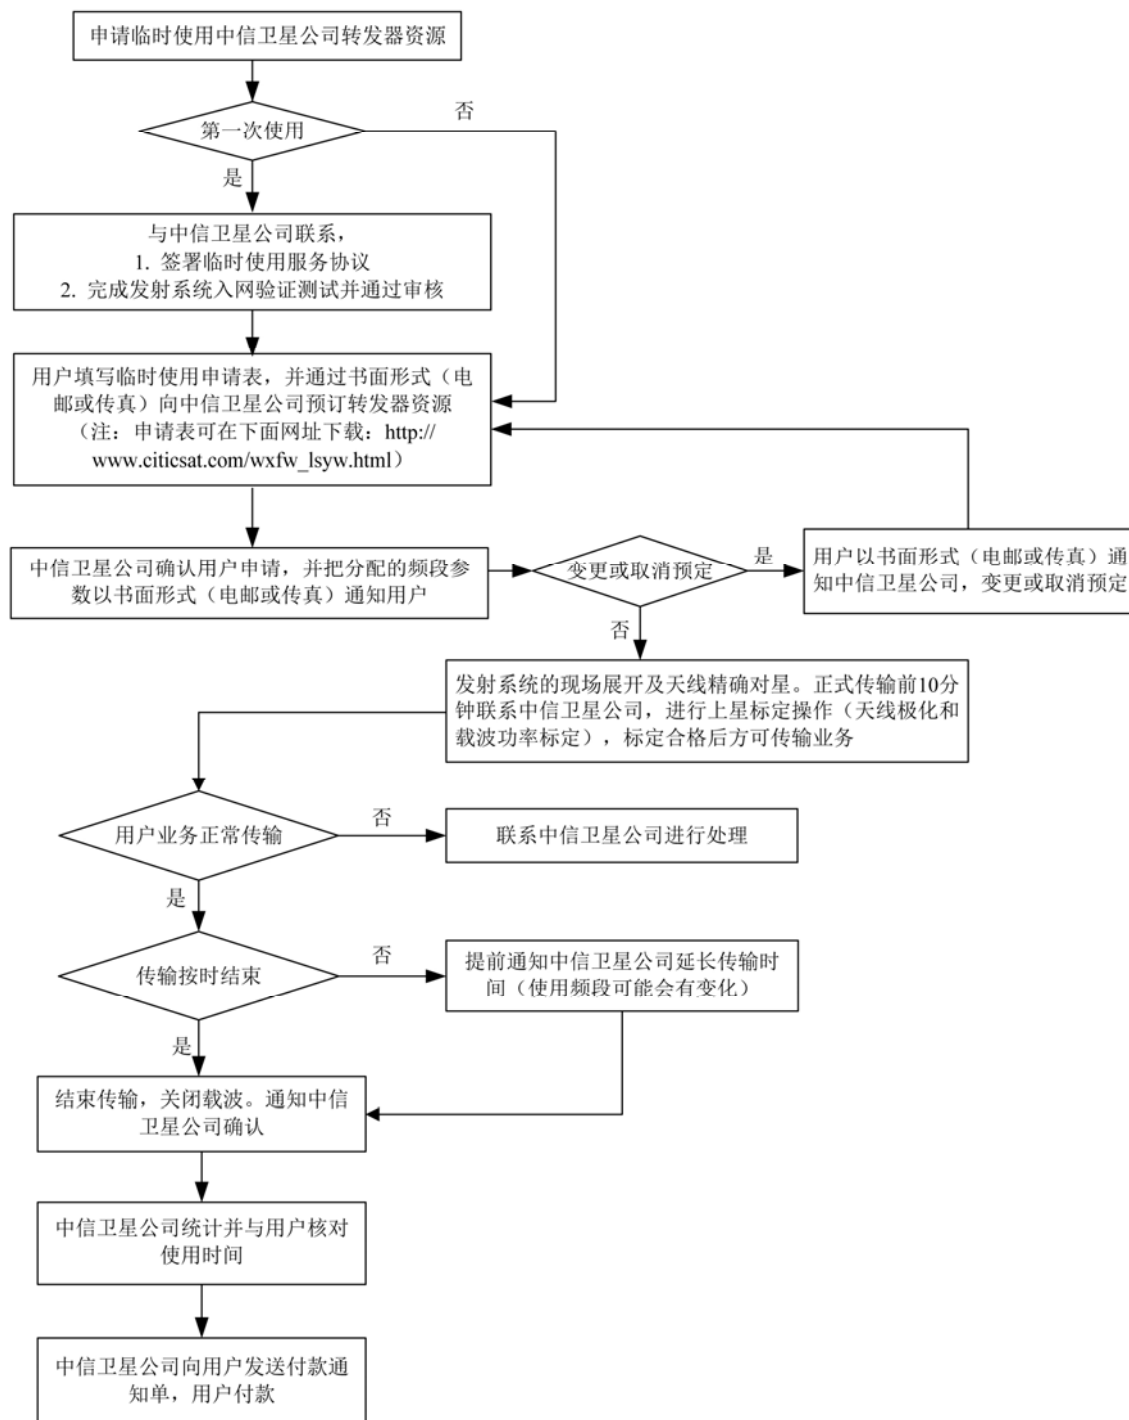 申请临时使用中信卫星公司转发器资源
否
第一次使用
是
与中信卫星公司联系，
1. 签署临时使用服务协议
2. 完成发射系统入网验证测试并通过审核
用户填写临时使用申请表，并通过书面形式（电
邮或传真）向中信卫星公司预订转发器资源
（注：申请表可在下面网址下载：http://
www.citicsat.com/wxfw_lsyw.html）
中信卫星公司确认用户申请，并把分配的频段参
数以书面形式（电邮或传真）通知用户
变更或取消预定
是
用户以书面形式（电邮或传真）通
知中信卫星公司，变更或取消预定
否
发射系统的现场展开及天线精确对星。正式传输前10分
钟联系中信卫星公司，进行上星标定操作（天线极化和
载波功率标定），标定合格后方可传输业务
用户业务正常传输
否
联系中信卫星公司进行处理
是
传输按时结束
否
提前通知中信卫星公司延长传输时
间（使用频段可能会有变化）
是
结束传输，关闭载波。通知中信
卫星公司确认
中信卫星公司统计并与用户核对
使用时间
中信卫星公司向用户发送付款通
知单，用户付款